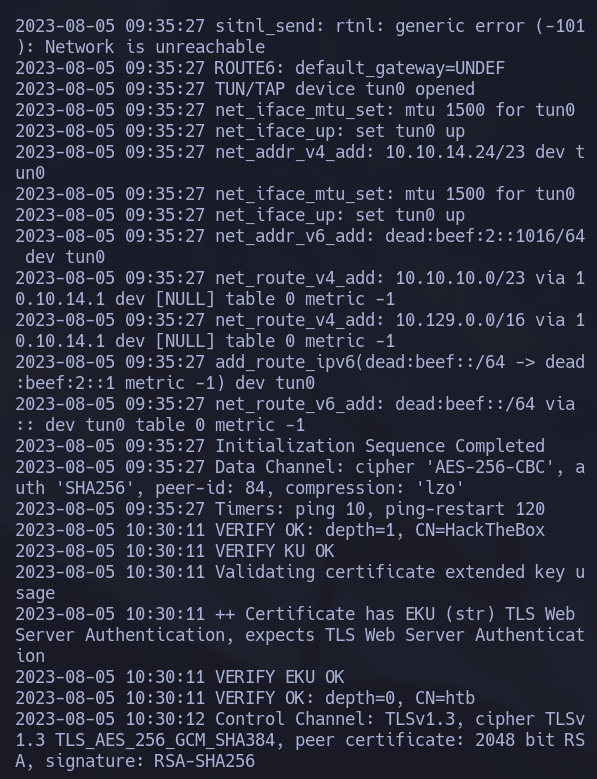 2023-08-05 09:35:27 sitnl_send: rtnl: generic error (-101
): Network is unreachable
2023-08-05 09:35:27 ROUTE6: default_gateway=UNDEF
2023-08-05 09:35:27 TUN/TAP device tun0 opened
2023-08-05 09:35:27 net_iface_mtu_set: mtu 1500 for tun0
2023-08-05 09:35:27 net_iface_up: set tun0 up
2023-08-05 09:35:27 net_addr_v4_add: 10.10.14.24/23 dev t
un0
2023-08-05 09:35:27 net_iface_mtu_set: mtu 1500 for tun0
2023-08-05 09:35:27 net_iface_up: set tun0 up
2023-08-05 09:35:27 net_addr_v6_add: dead:beef:2::1016/64
 dev tun0
2023-08-05 09:35:27 net_route_v4_add: 10.10.10.0/23 via 1
0.10.14.1 dev [NULL] table 0 metric -1
2023-08-05 09:35:27 net_route_v4_add: 10.129.0.0/16 via 1
0.10.14.1 dev [NULL] table 0 metric -1
2023-08-05 09:35:27 add_route_ipv6(dead:beef::/64 -> dead
:beef:2::1 metric -1) dev tun0
2023-08-05 09:35:27 net_route_v6_add: dead:beef::/64 via
:: dev tun0 table 0 metric -1
2023-08-05 09:35:27 Initialization Sequence Completed
2023-08-05 09:35:27 Data Channel: cipher 'AES-256-CBC', a
uth 'SHA256', peer-id: 84, compression: 'lzo'
2023-08-05 09:35:27 Timers: ping 10, ping-restart 120
2023-08-05 10:30:11 VERIFY OK: depth=1, CN=HackTheBox
2023-08-05 10:30:11 VERIFY KU OK
2023-08-05 10:30:11 Validating certificate extended key u
sage
2023-08-05 10:30:11 ++ Certificate has EKU (str) TLS Web
Server Authentication, expects TLS Web Server Authenticat
ion
2023-08-05 10:30:11 VERIFY EKU OK
2023-08-05 10:30:11 VERIFY OK: depth=0, CN=htb
2023-08-05 10:30:12 Control Channel: TLSv1.3, cipher TLSv
1.3 TLS_AES_256_GCM_SHA384, peer certificate: 2048 bit RS
A, signature: RSA-SHA256